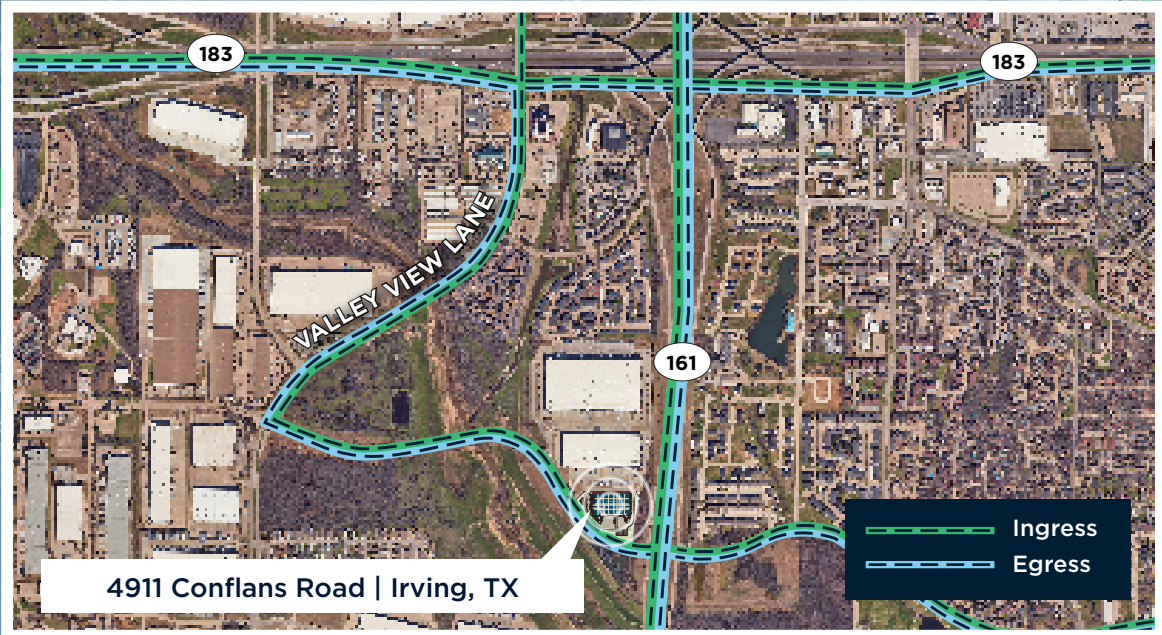 183
183
VALLEY VIEW LANE
161
Ingress
Egress
4911 Conflans Road | Irving, TX